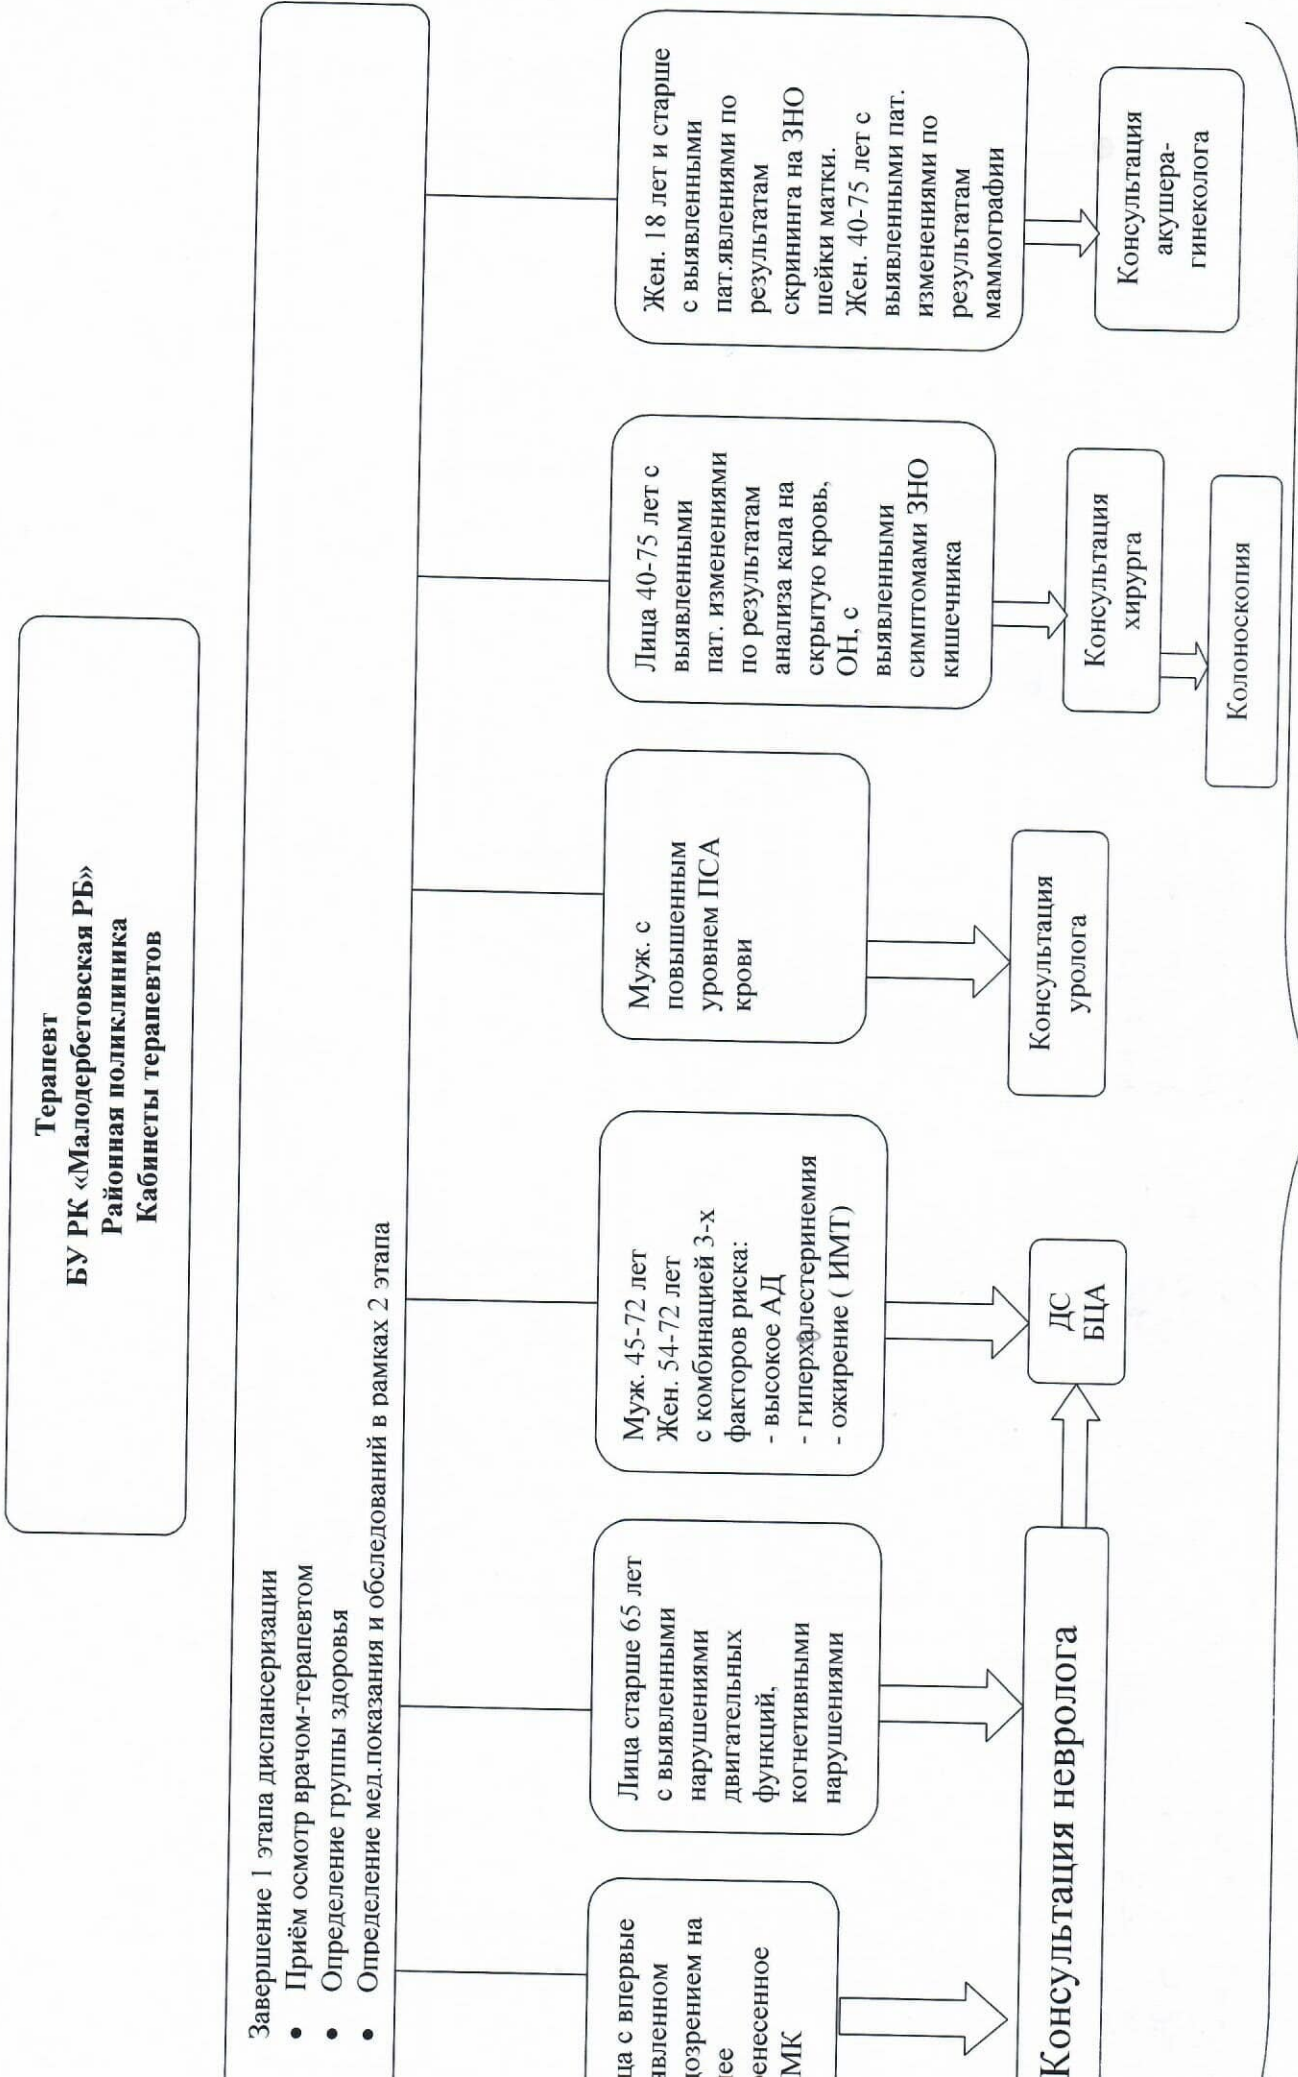 Терапевт
БУ РК «Малодербетовская РБ»
Районная поликлиника
Кабинеты терапевтов
Завершение 1 этапа диспансеризации
• Приём осмотр врачом-терапевтом
• Определение группы здоровья
• Определение мед.показания и обследований в рамках 2 этапа
с впервые
на
Лица старше 65 лет
с выявленными
нарушениями
двигательных
функций,
когнетивными
нарушениями
Муж. 45-72 лет
Жен. 54-72 лет
с комбинацией 3-х
факторов риска:
- высокое АД
- гиперхалестеринемия
- ожирение ( ИМТ)
Муж. с
повышенным
уровнем ПСА
крови
Лица 40-75 лет с
выявленными
пат. изменениями
по результатам
анализа кала на
скрытую кровь,
ОН, с
выявленными
симптомами ЗНО
кишечника
Жен. 18 лет и старше
с выявленными
пат.явлениями по
результатам
скрининга на ЗНО
шейки матки.
Жен. 40-75 лет с
выявленными пат.
изменениями по
результатам
маммографии
Консультация невролога
ДС
БЦА
Консультация
уролога
Консультация
хирурга
Колоноскопия
Консультация
акушера-
гинеколога